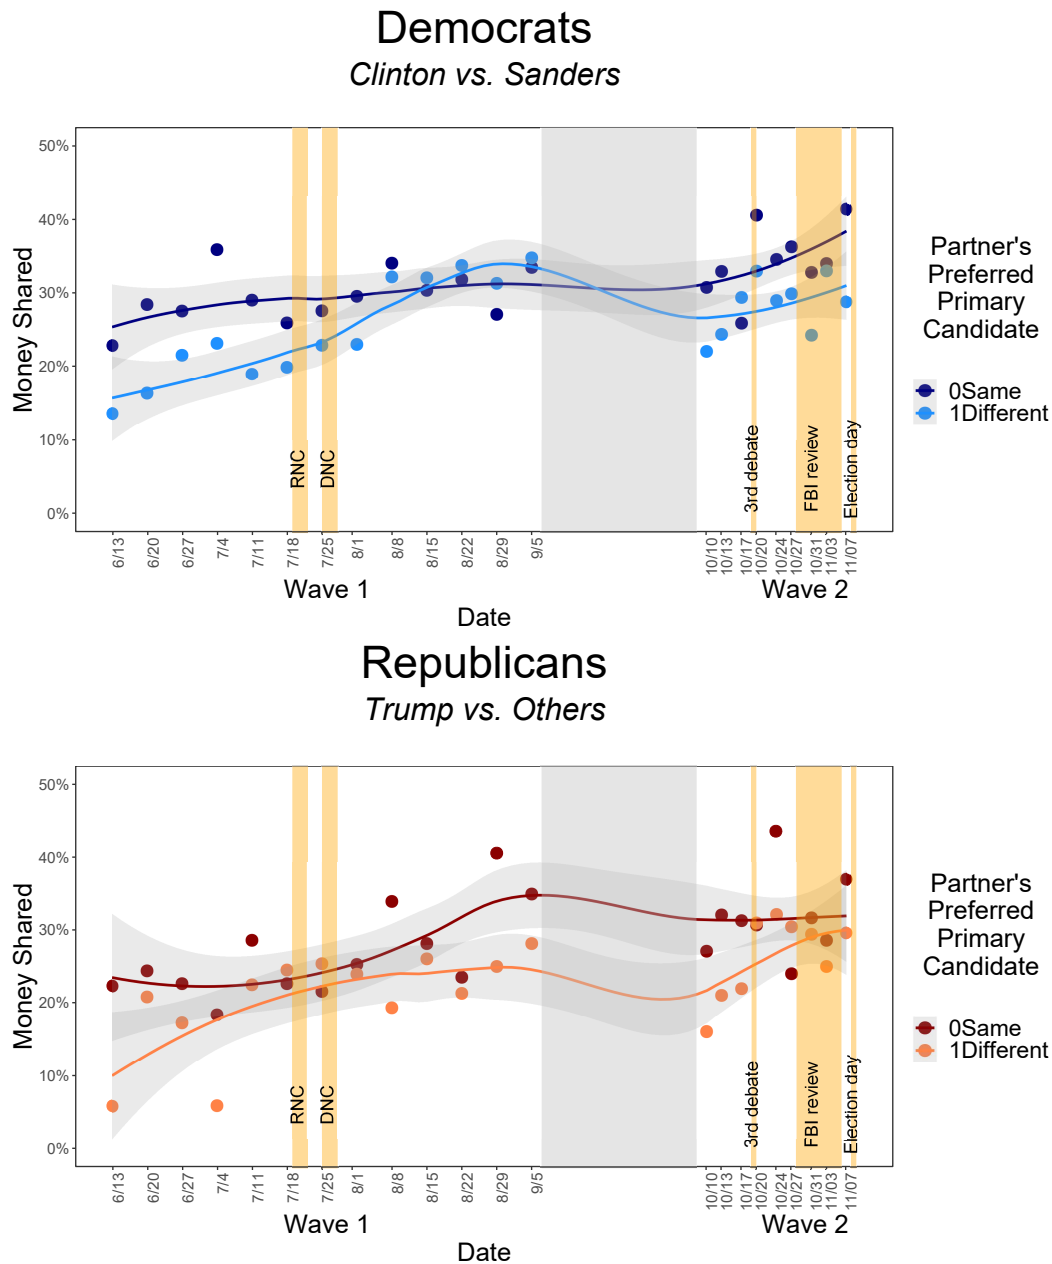 Democrats
Clinton vs. Sanders
50%
40%
30%
20%
10%
0%
Money Shared
RNC
DNC
3rd debate
FBI review
Election day
6/13
6/20
6/27
7/4
7/11
7/18
7/25
8/1
8/8
8/15
8/22
8/29
9/5
10/10
10/13
10/17
10/20
10/24
10/27
10/31
11/03
11/07
Wave 1
Wave 2
Date
Partner's
Preferred
Primary
Candidate
0Same
1Different
Republicans
Trump vs. Others
50%
40%
30%
20%
10%
0%
Money Shared
RNC
DNC
3rd debate
FBI review
Election day
6/13
6/20
6/27
7/4
7/11
7/18
7/25
8/1
8/8
8/15
8/22
8/29
9/5
10/10
10/13
10/17
10/20
10/24
10/27
10/31
11/03
11/07
Wave 1
Wave 2
Date
Partner's
Preferred
Primary
Candidate
0Same
1Different